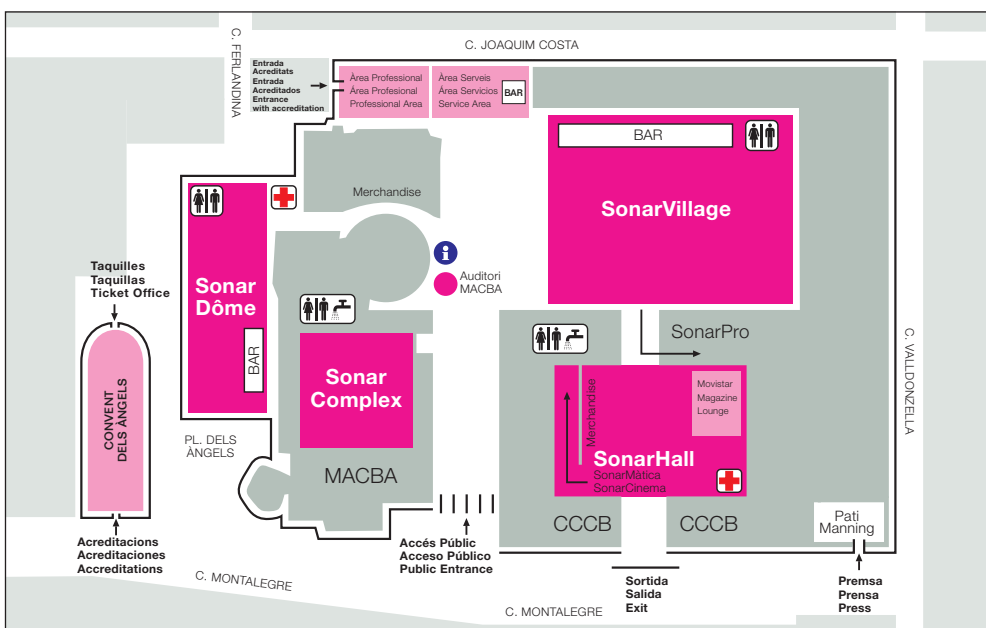 C. JOAQUIM COSTA
C. FERLANDINA
Entrada
Acreditats
Entrada
Acreditados
Entrance
with accreditation
Àrea Professional
Área Profesional
Professional Area
Àrea Serveis
Área Servicios
Service Area
BAR
BAR
SonarVillage
Merchandise
Auditori
MACBA
Sonar
Dôme
BAR
Taquilles
Taquillas
Ticket Office
CONVENT
DELS ÀNGELS
Acreditacions
Acreditaciones
Accreditations
PL. DELS
ÀNGELS
Sonar
Complex
MACBA
SonarPro
Movistar
Magazine
Lounge
Merchandise
SonarHall
SonarMàtica
SonarCinema
CCCB
CCCB
Pati
Manning
C. VALLDONZELLA
Accés Públic
Acceso Público
Public Entrance
Sortida
Salida
Exit
Premsa
Prensa
Press
C. MONTALEGRE
C. MONTALEGRE